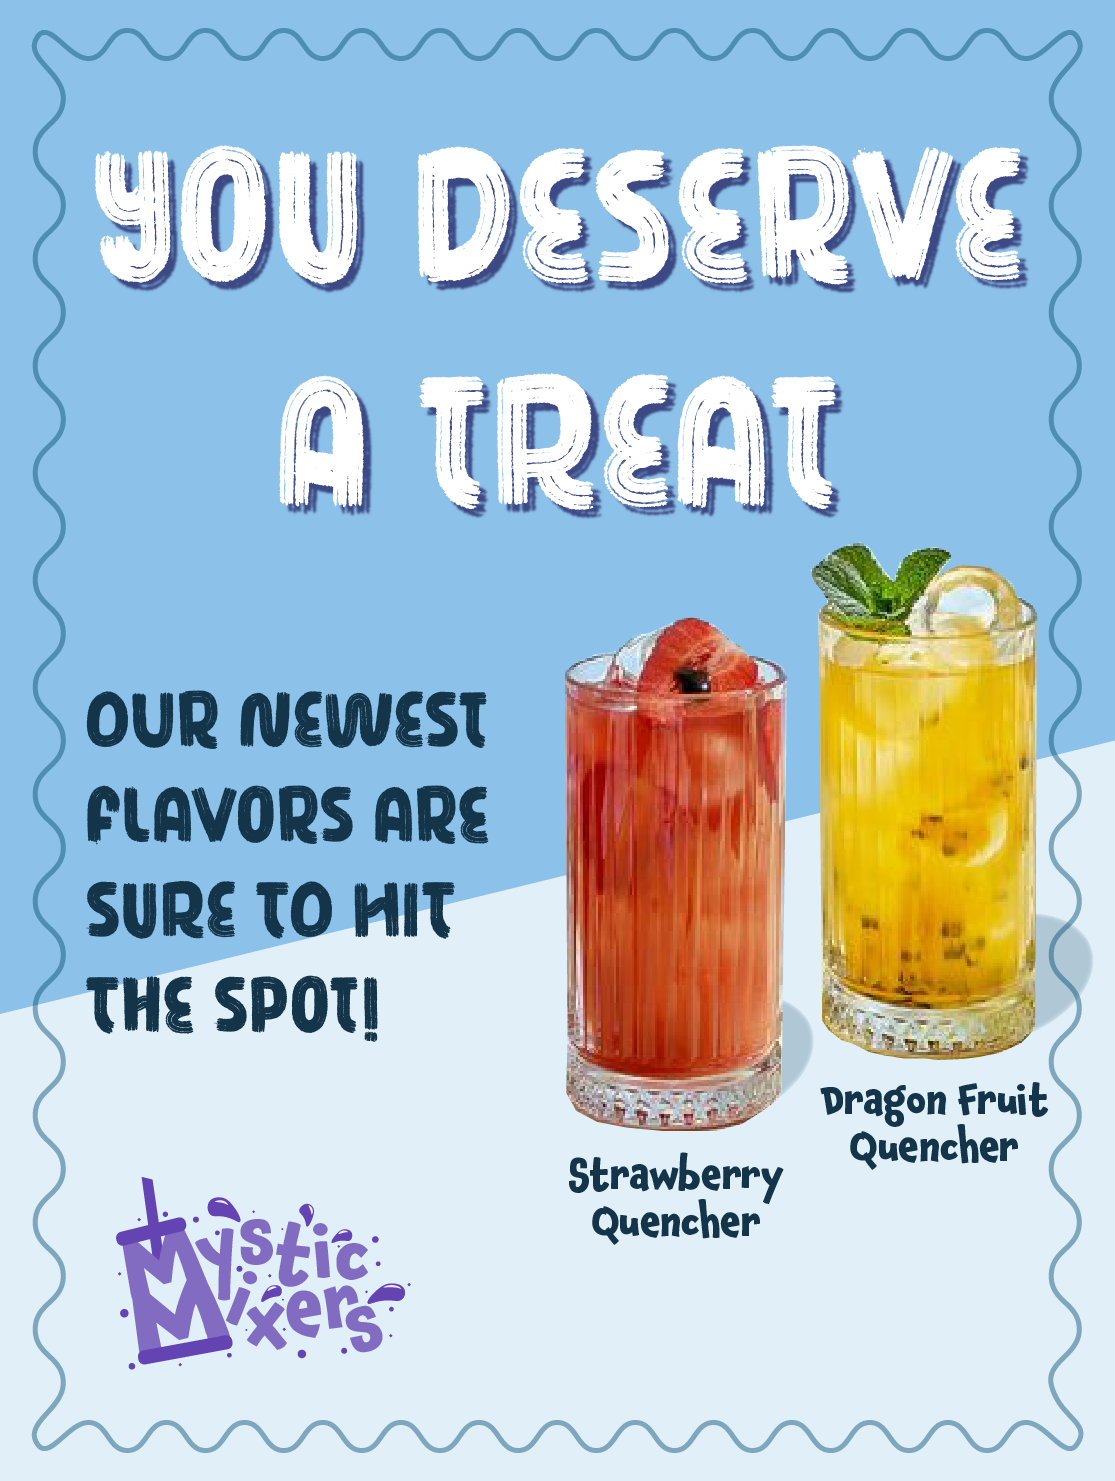 YOU DESERVE
A TREAT
OUR NEWEST
FLAVORS ARE
SURE TO HIT
THE SPOT!
Dragon Fruit
Quencher
Strawberry
Quencher
Mystic
Mixers